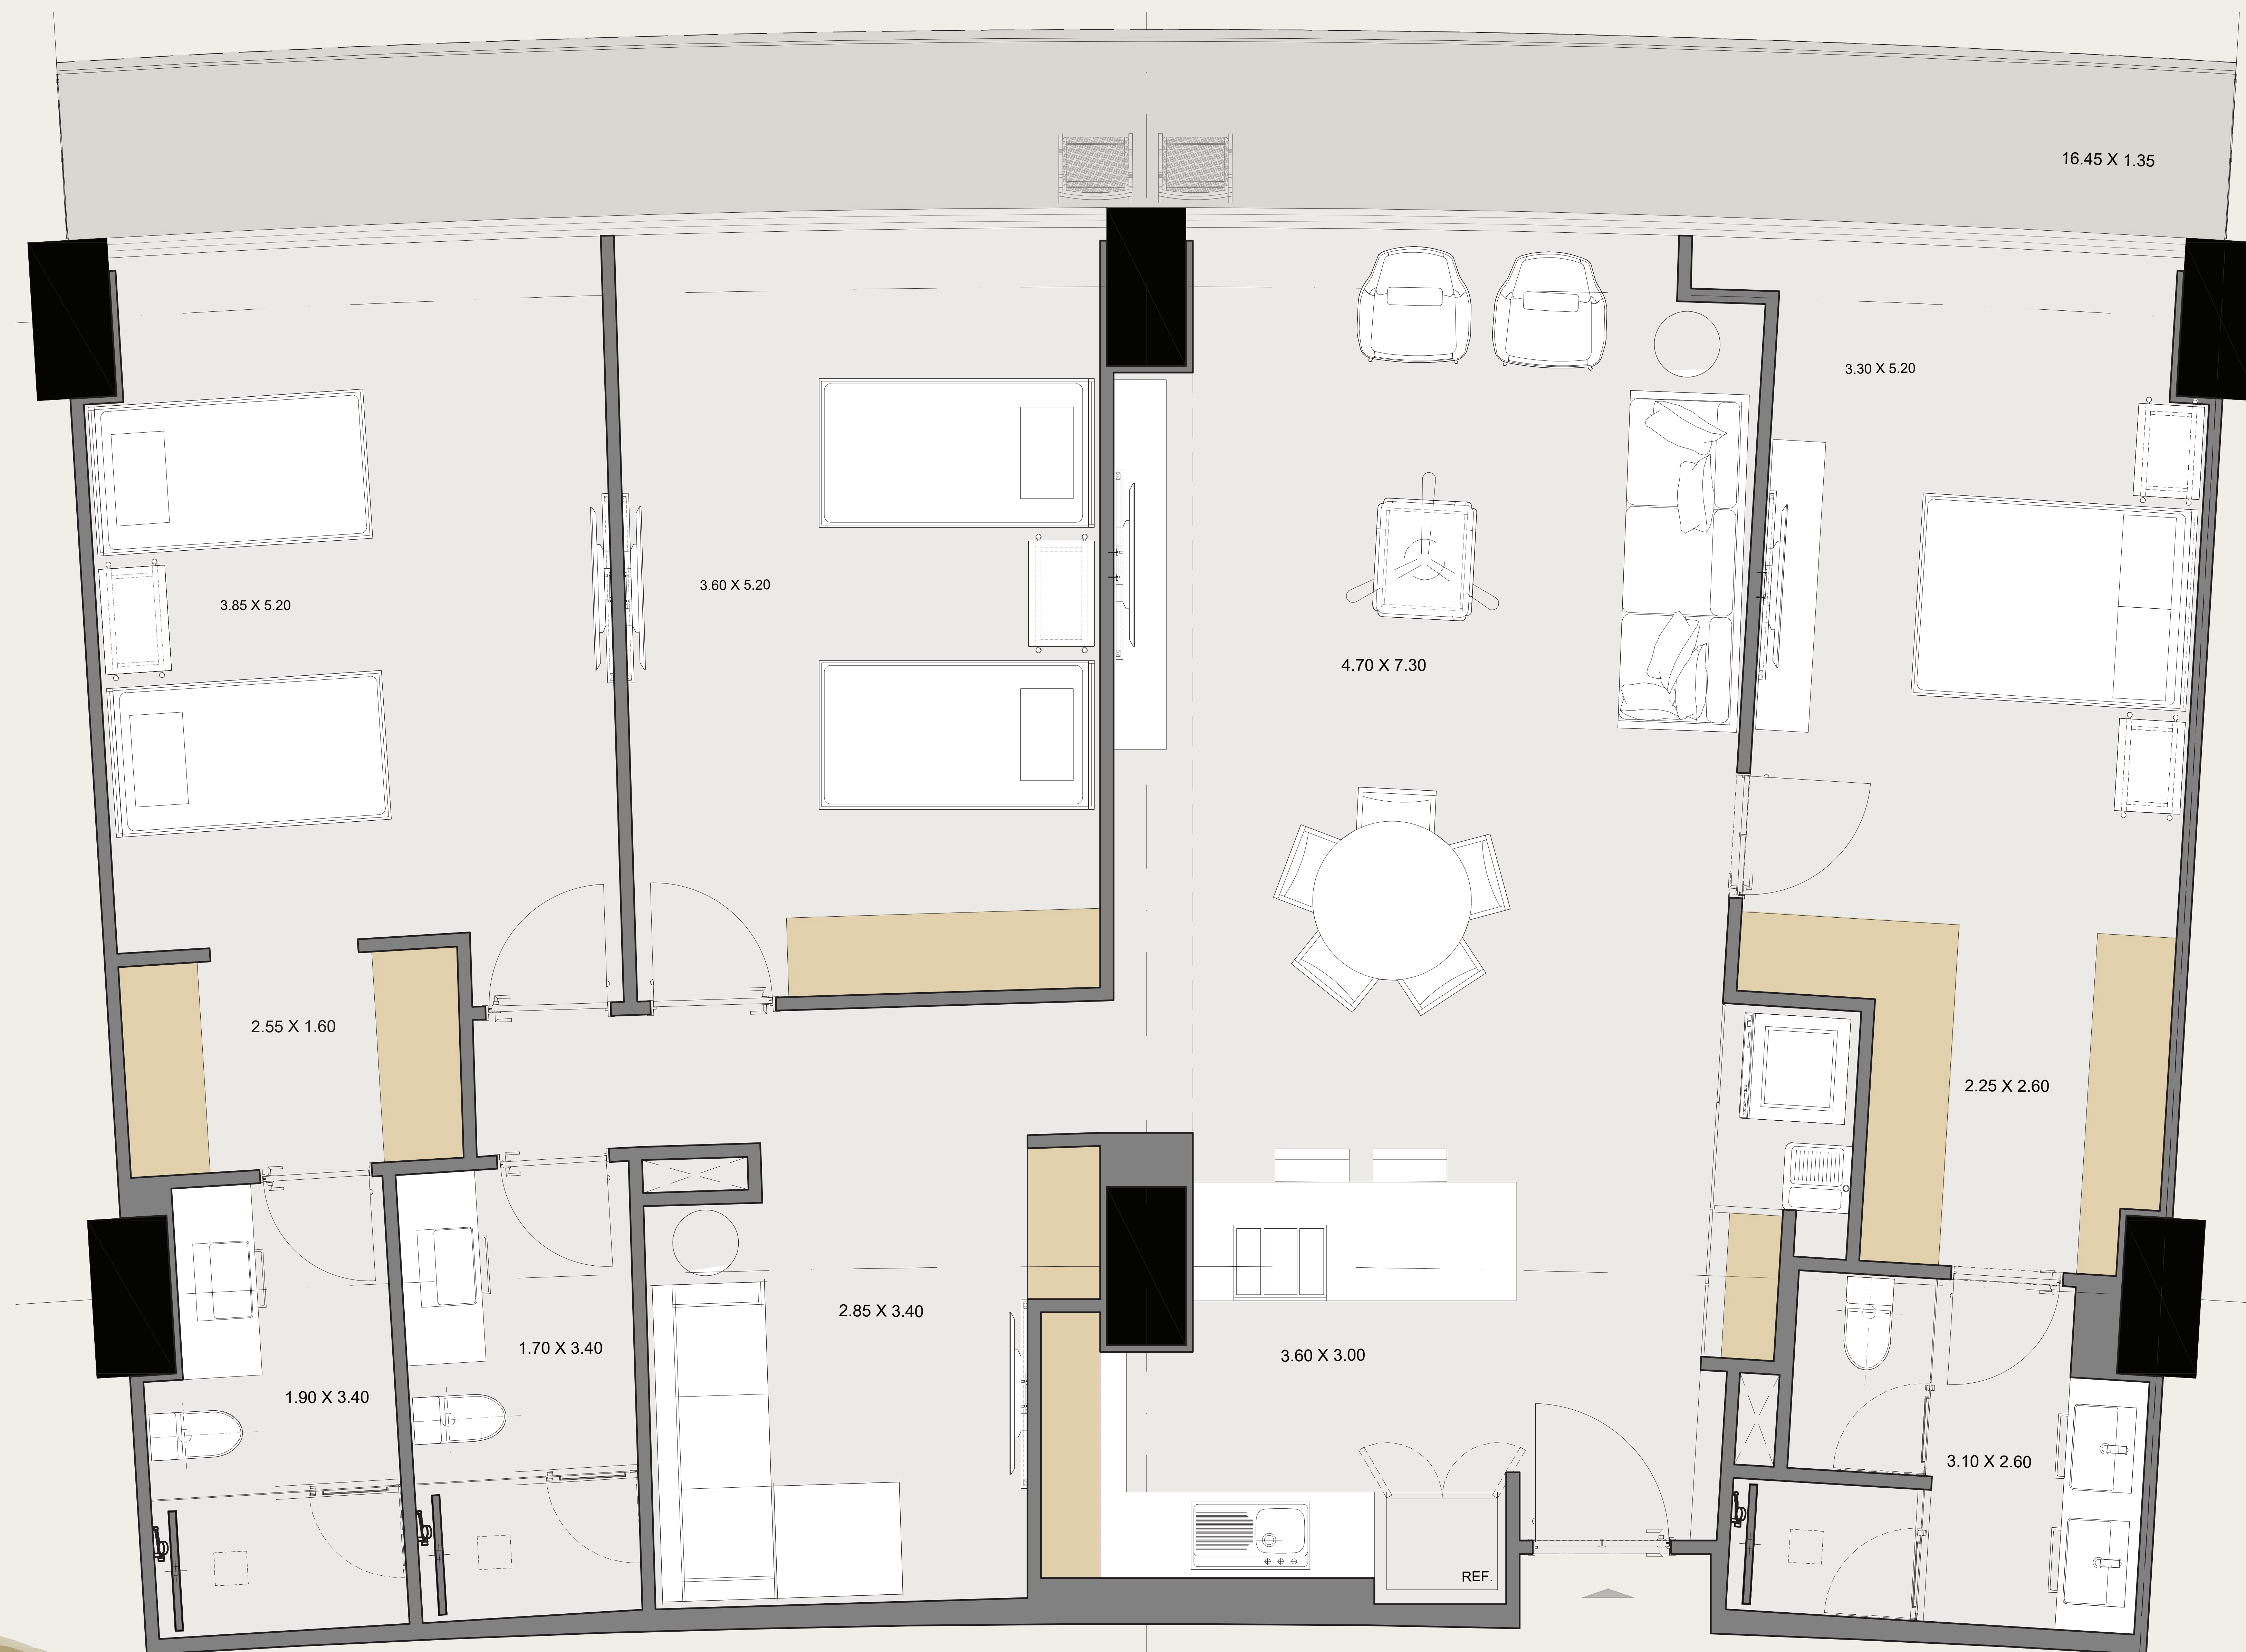 16.45 X 1.35
3.30 X 5.20
3.60 X 5.20
3.85 X 5.20
4.70 X 7.30
2.55 X 1.60
2.25 X 2.60
2.85 X 3.40
1.70 X 3.40
3.60 X 3.00
1.90 X 3.40
3.10 X 2.60
REF.